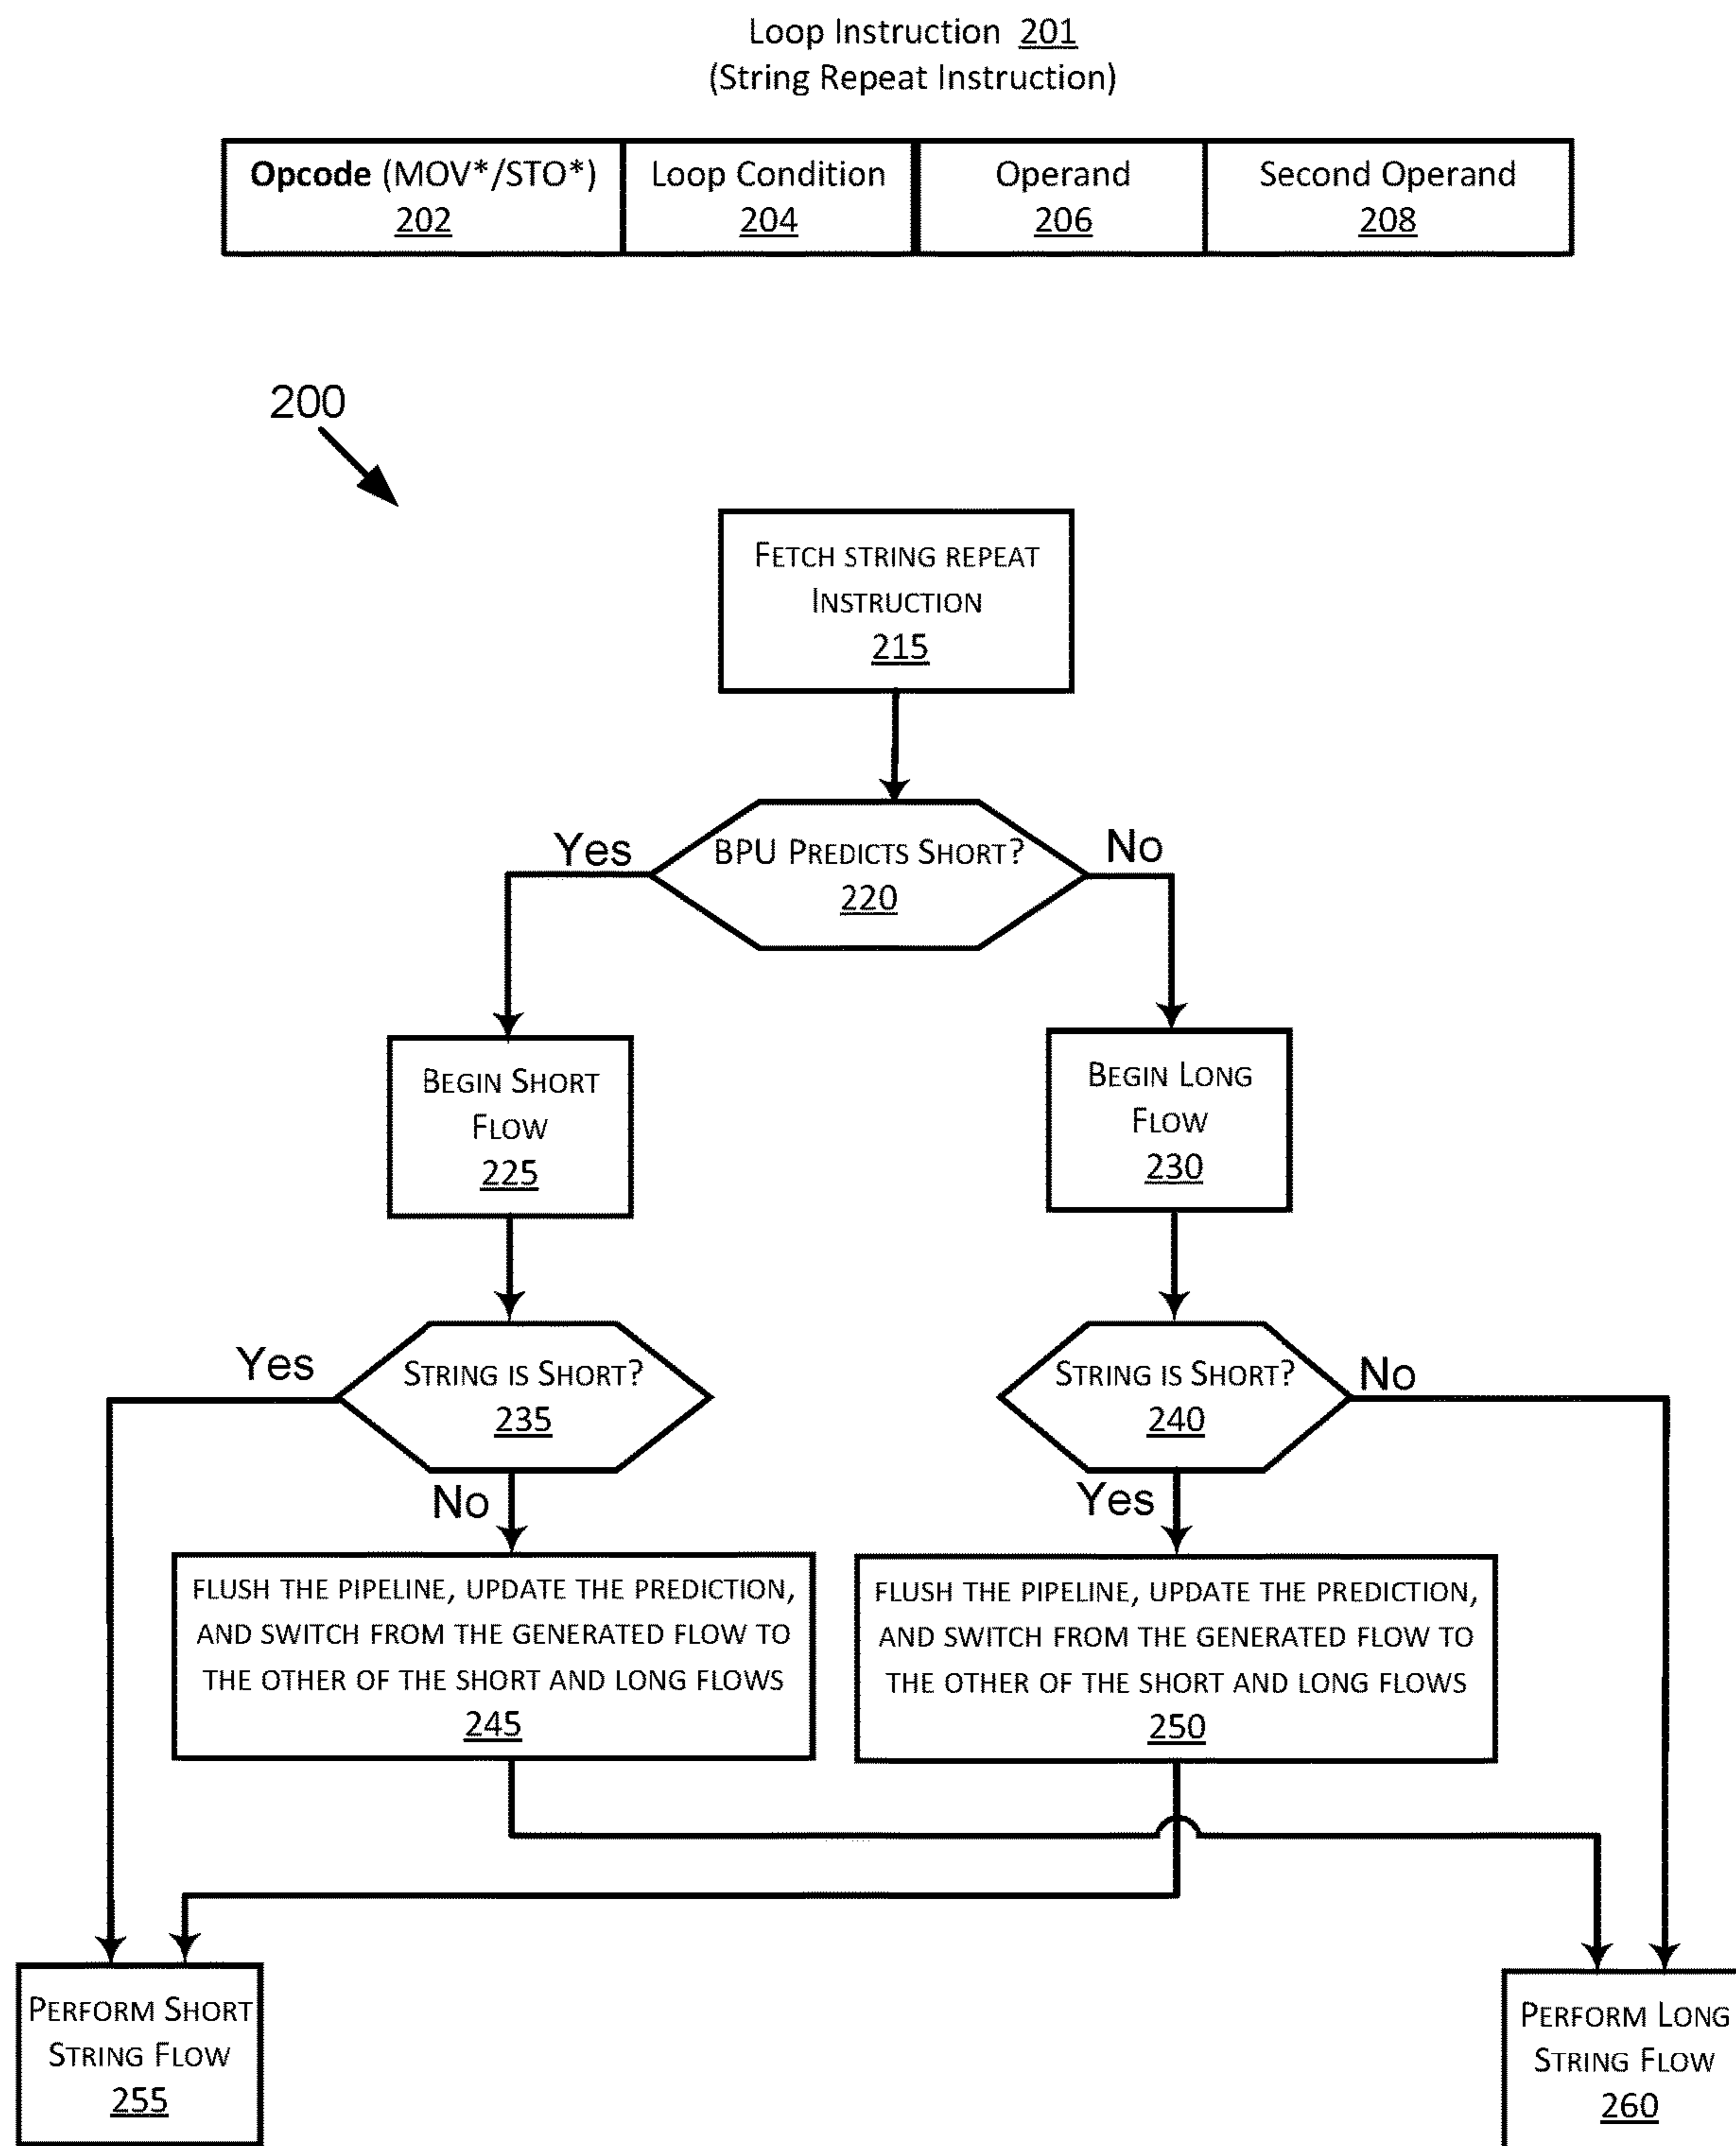 Loop Instruction 201
(String Repeat Instruction)
Opcode (MOV*/STO*)
202
Loop Condition
204
Operand
206
Second Operand
208
200
FETCH STRING REPEAT
INSTRUCTION
215
BPU PREDICTS SHORT?
220
Yes
No
BEGIN SHORT
FLOW
225
BEGIN LONG
FLOW
230
STRING IS SHORT?
235
Yes
No
STRING IS SHORT?
240
No
Yes
FLUSH THE PIPELINE, UPDATE THE PREDICTION,
AND SWITCH FROM THE GENERATED FLOW TO
THE OTHER OF THE SHORT AND LONG FLOWS
245
FLUSH THE PIPELINE, UPDATE THE PREDICTION,
AND SWITCH FROM THE GENERATED FLOW TO
THE OTHER OF THE SHORT AND LONG FLOWS
250
PERFORM SHORT
STRING FLOW
255
PERFORM LONG
STRING FLOW
260